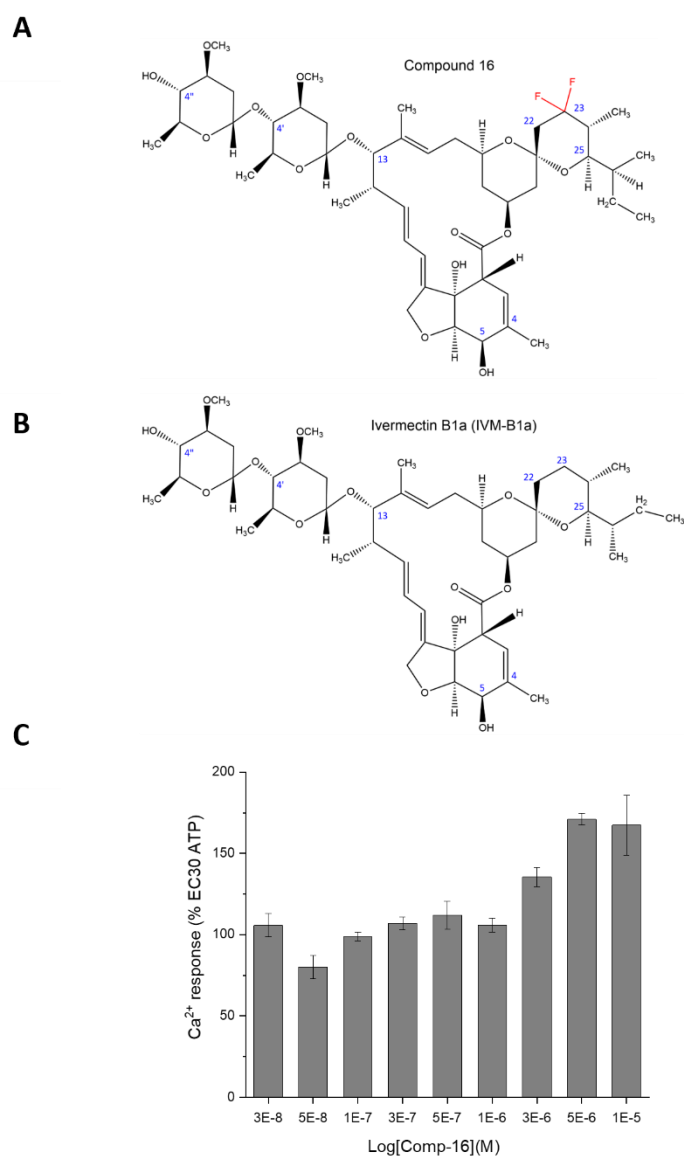 A
Compound 16
OCH₃
F F
HO
4"
O
OCH₃
CH₃
22
23
CH₃
H₃C
O
H
4'
O
13
H
O
O
25
CH₃
H₃C
O
H
H₃C
H
H
H₂C
CH₃
O
O
OH
H
O
H
5
4
CH₃
OH
B
Ivermectin B1a (IVM-B1a)
OCH₃
HO
4"
O
OCH₃
CH₃
22
23
CH₃
H₃C
O
H
4'
O
13
H
O
O
25
H₂
C
CH₃
H₃C
O
H
H₃C
H
CH₃
O
O
OH
H
O
H
5
4
CH₃
OH
C
Ca²⁺ response (% EC30 ATP)
200
150
100
50
0
3E-8 5E-8 1E-7 3E-7 5E-7 1E-6 3E-6 5E-6 1E-5
Log[Comp-16](M)